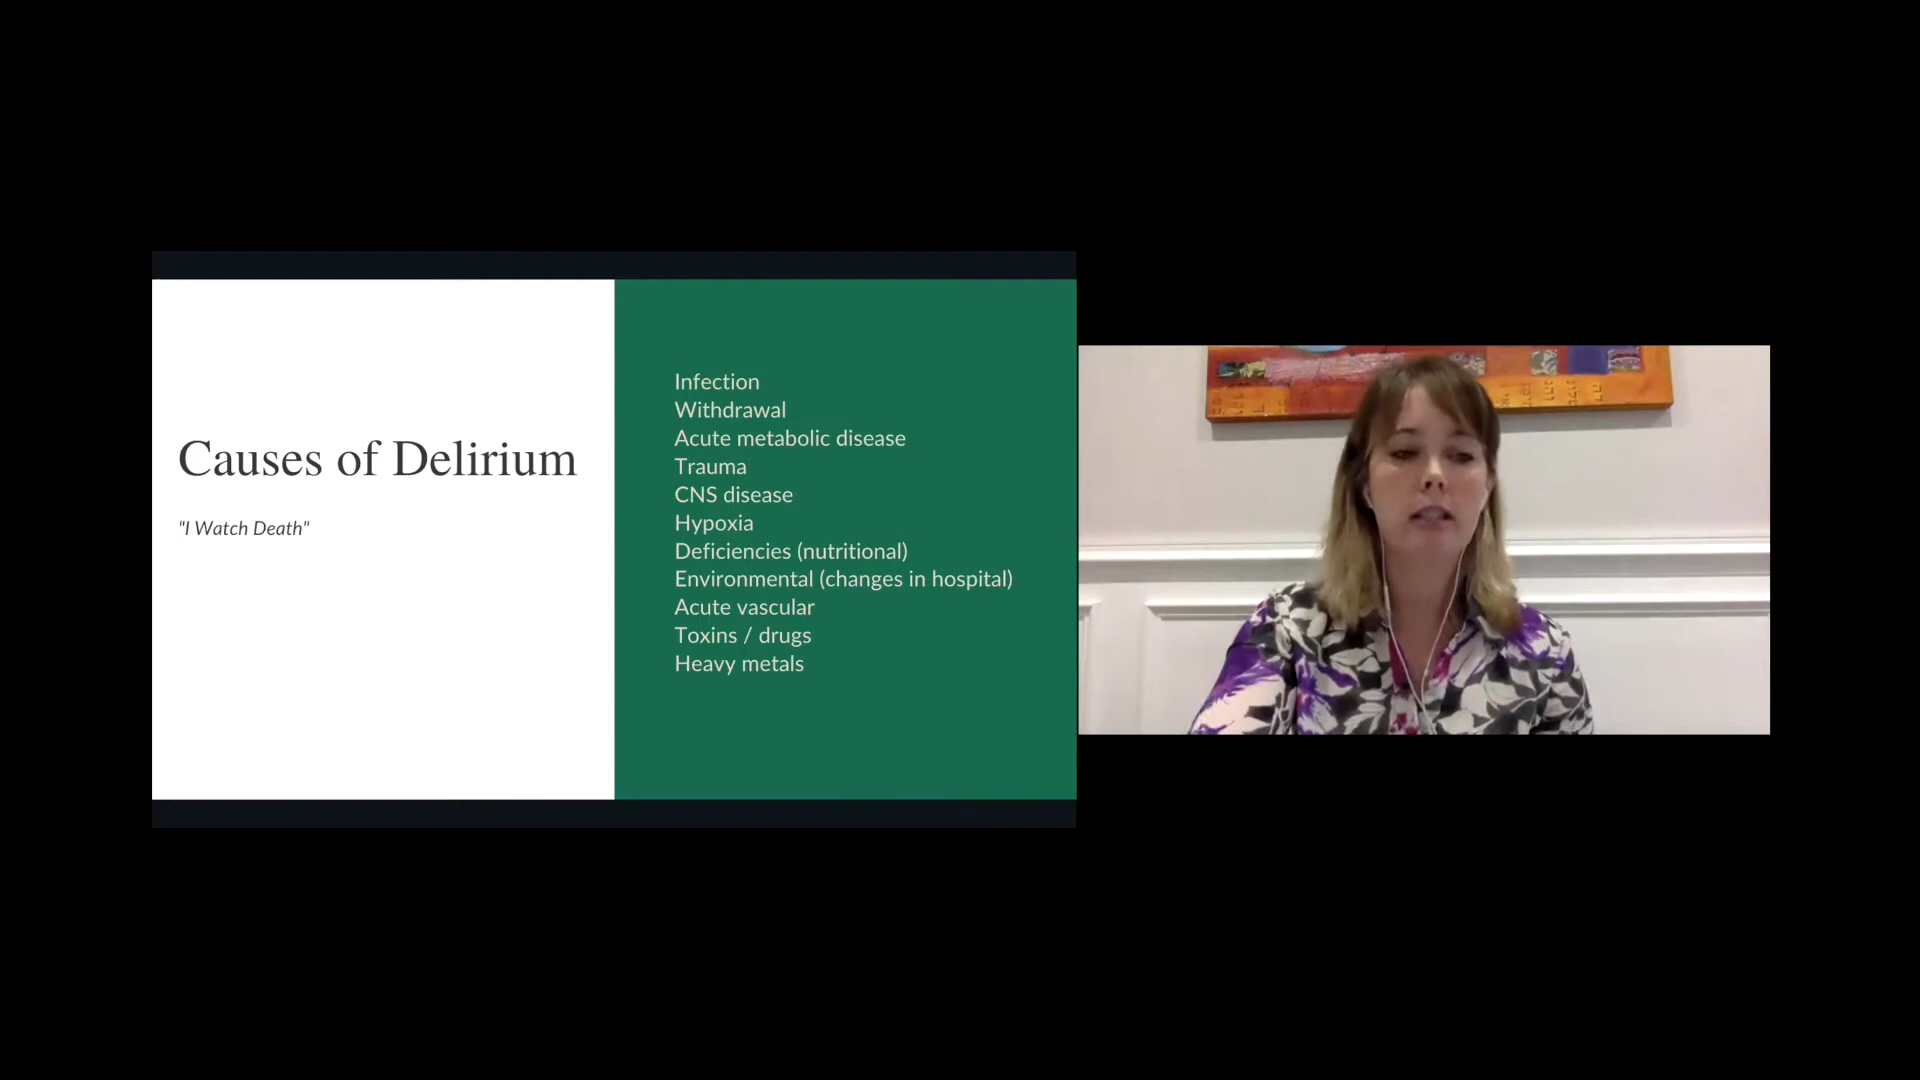 Causes of Delirium
"I Watch Death"
Infection
Withdrawal
Acute metabolic disease
Trauma
CNS disease
Hypoxia
Deficiencies (nutritional)
Environmental (changes in hospital)
Acute vascular
Toxins / drugs
Heavy metals